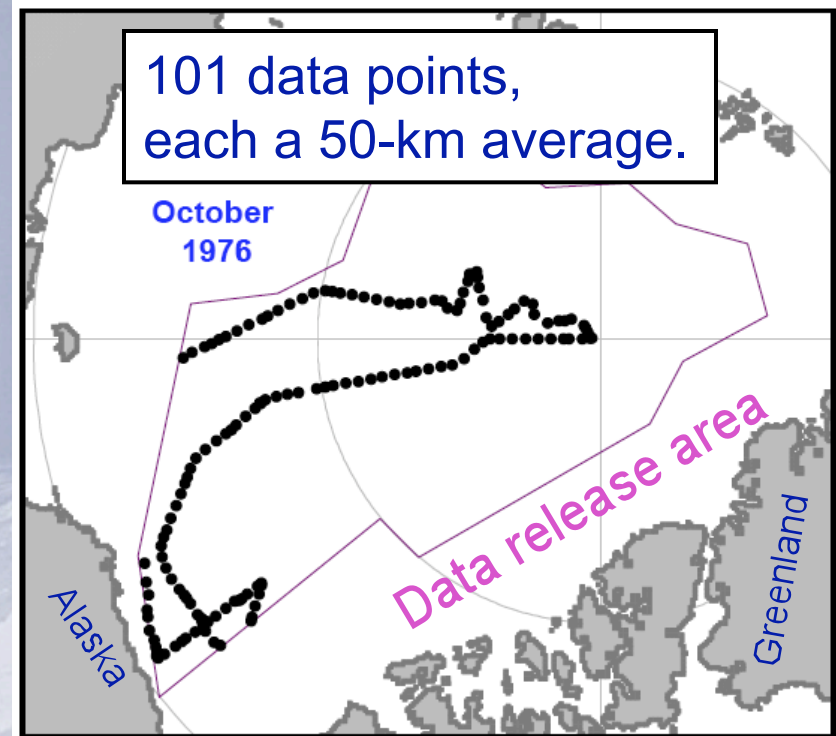 101 data points,
each a 50-km average.
October
1976
Data release area
Alaska
Greenland